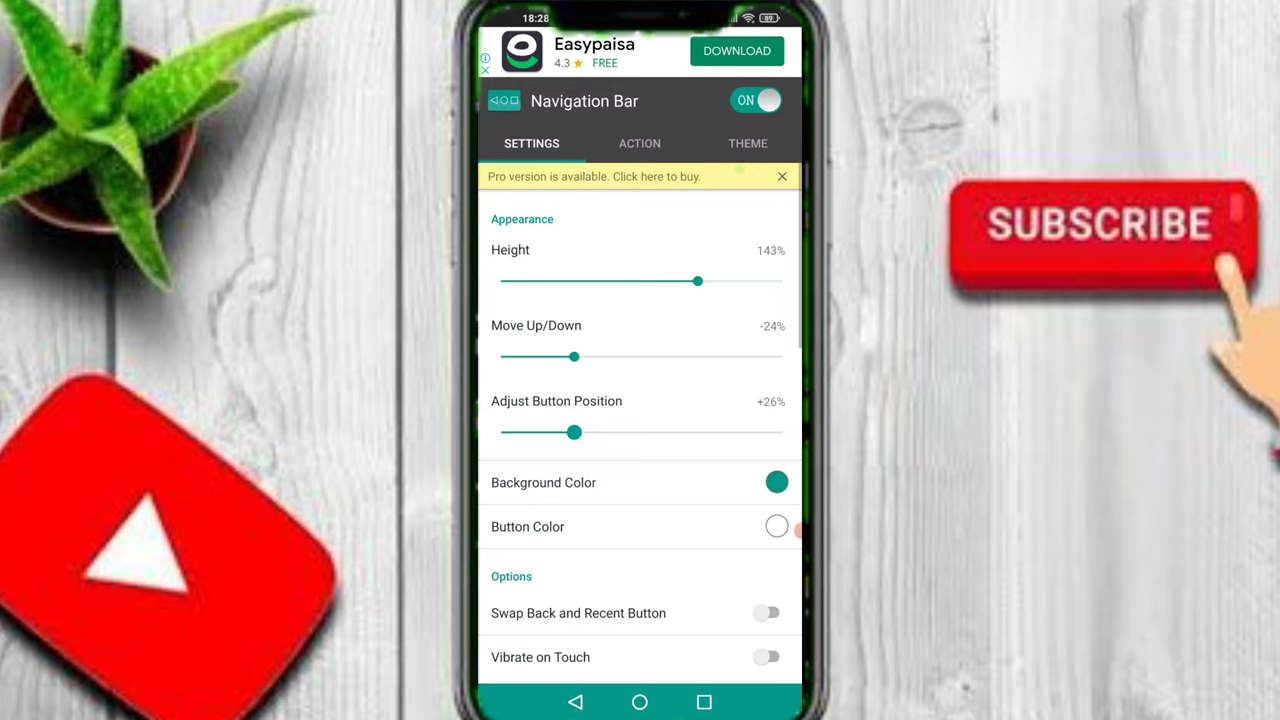 18:28
89
Easypaisa
4.3 ★ FREE
DOWNLOAD
Navigation Bar
ON
SETTINGS
ACTION
THEME
Pro version is available. Click here to buy.
Appearance
Height
143%
Move Up/Down
-24%
Adjust Button Position
+26%
Background Color
Button Color
Options
Swap Back and Recent Button
Vibrate on Touch
SUBSCRIBE